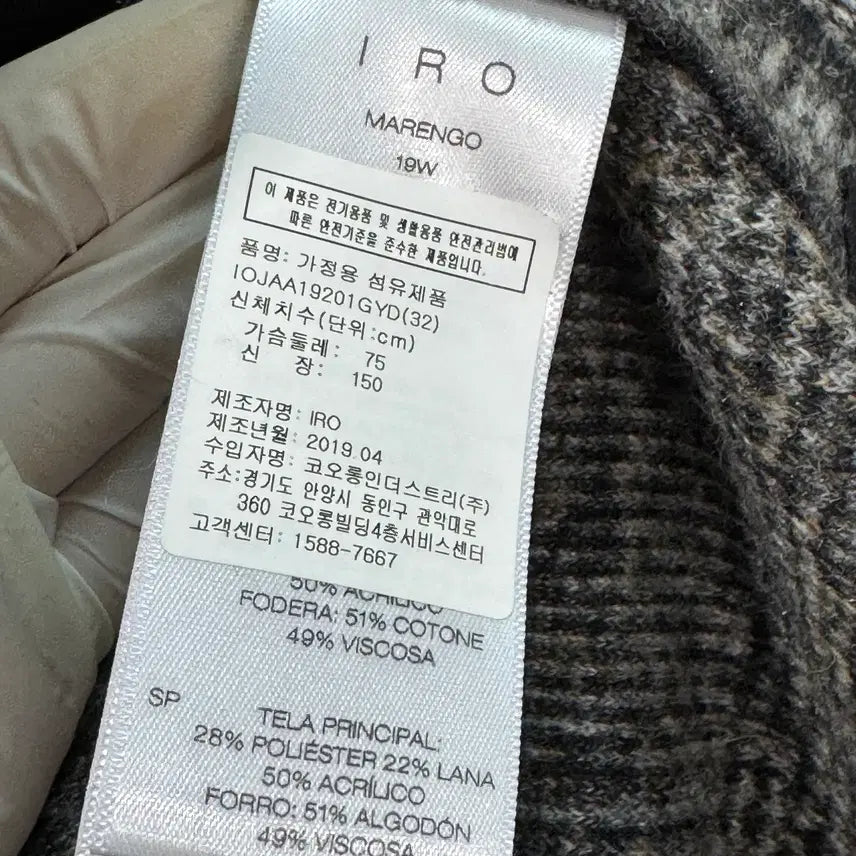 IRO
MARENGO
19W
이 제품은 전기용품 및 생활용품 안전관리법에
따른 안전기준을 준수한 제품입니다.
품명: 가정용 섬유제품
IOJAA19201GYD(32)
신체치수(단위:cm)
가슴둘레: 75
신 장: 150
제조자명: IRO
제조년월: 2019.04
수입자명: 코오롱인더스트리(주)
주소:경기도 안양시 동인구 관악대로
360 코오롱빌딩4층서비스센터
고객센터: 1588-7667
50% ACRILICO
FODERA: 51% COTONE
49% VISCOSA
SP
TELA PRINCIPAL:
28% POLIÉSTER 22% LANA
50% ACRÍLICO
FORRO: 51% ALGODÓN
49% VISCOSA